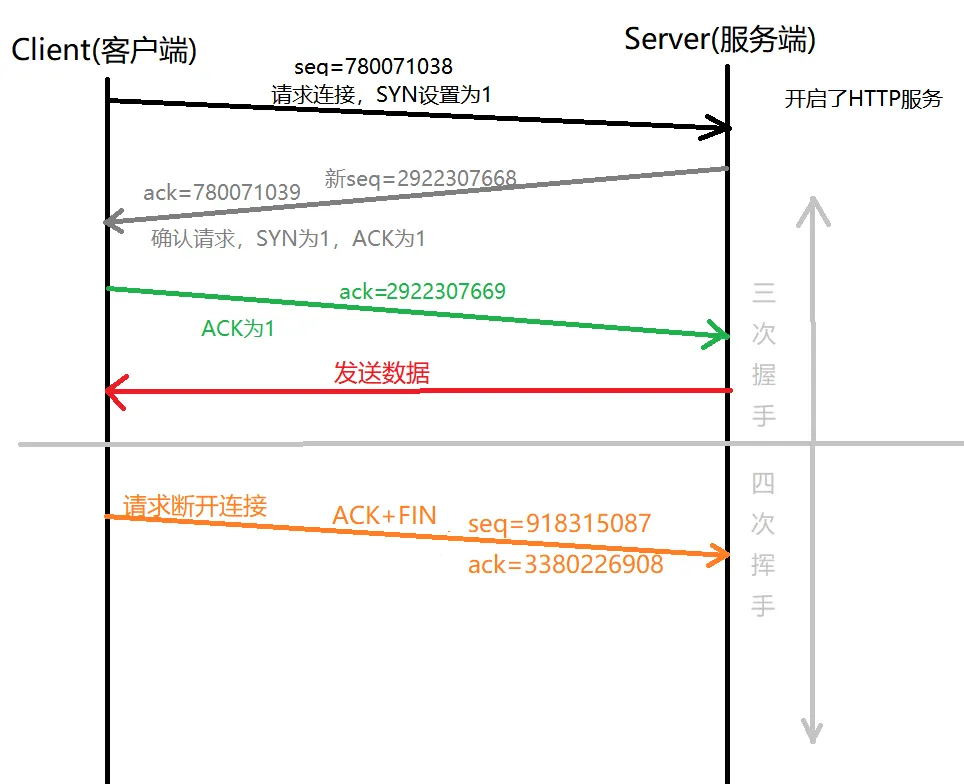 Client(客户端)
Server(服务端)
seq=780071038
请求连接，SYN设置为1
开启了HTTP服务
ack=780071039
新seq=2922307668
确认请求，SYN为1，ACK为1
ack=2922307669
ACK为1
三次握手
发送数据
四次挥手
请求断开连接
ACK+FIN
seq=918315087
ack=3380226908